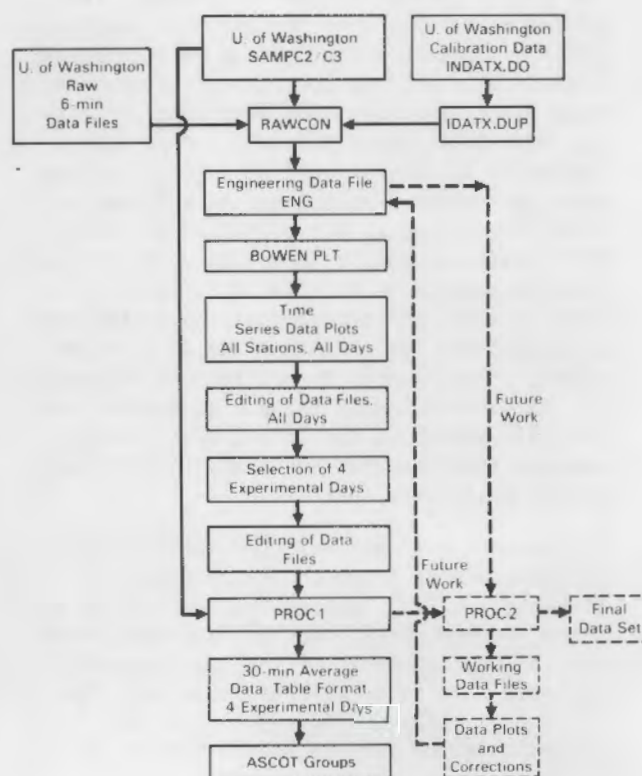 U. of Washington
SAMPC2/C3
U. of Washington
Calibration Data
INDATX.DO
U. of Washington
Raw
6-min
Data Files
RAWCON
IDATX.DUP
Engineering Data File
ENG
BOWEN PLT
Time
Series Data Plots
All Stations, All Days
Editing of Data Files,
All Days
Future
Work
Selection of 4
Experimental Days
Editing of Data
Files
Future
Work
PROC1
PROC2
Final
Data Set
30-min Average
Data, Table Format
4 Experimental Days
Working
Data Files
Data Plots
and
Corrections
ASCOT Groups